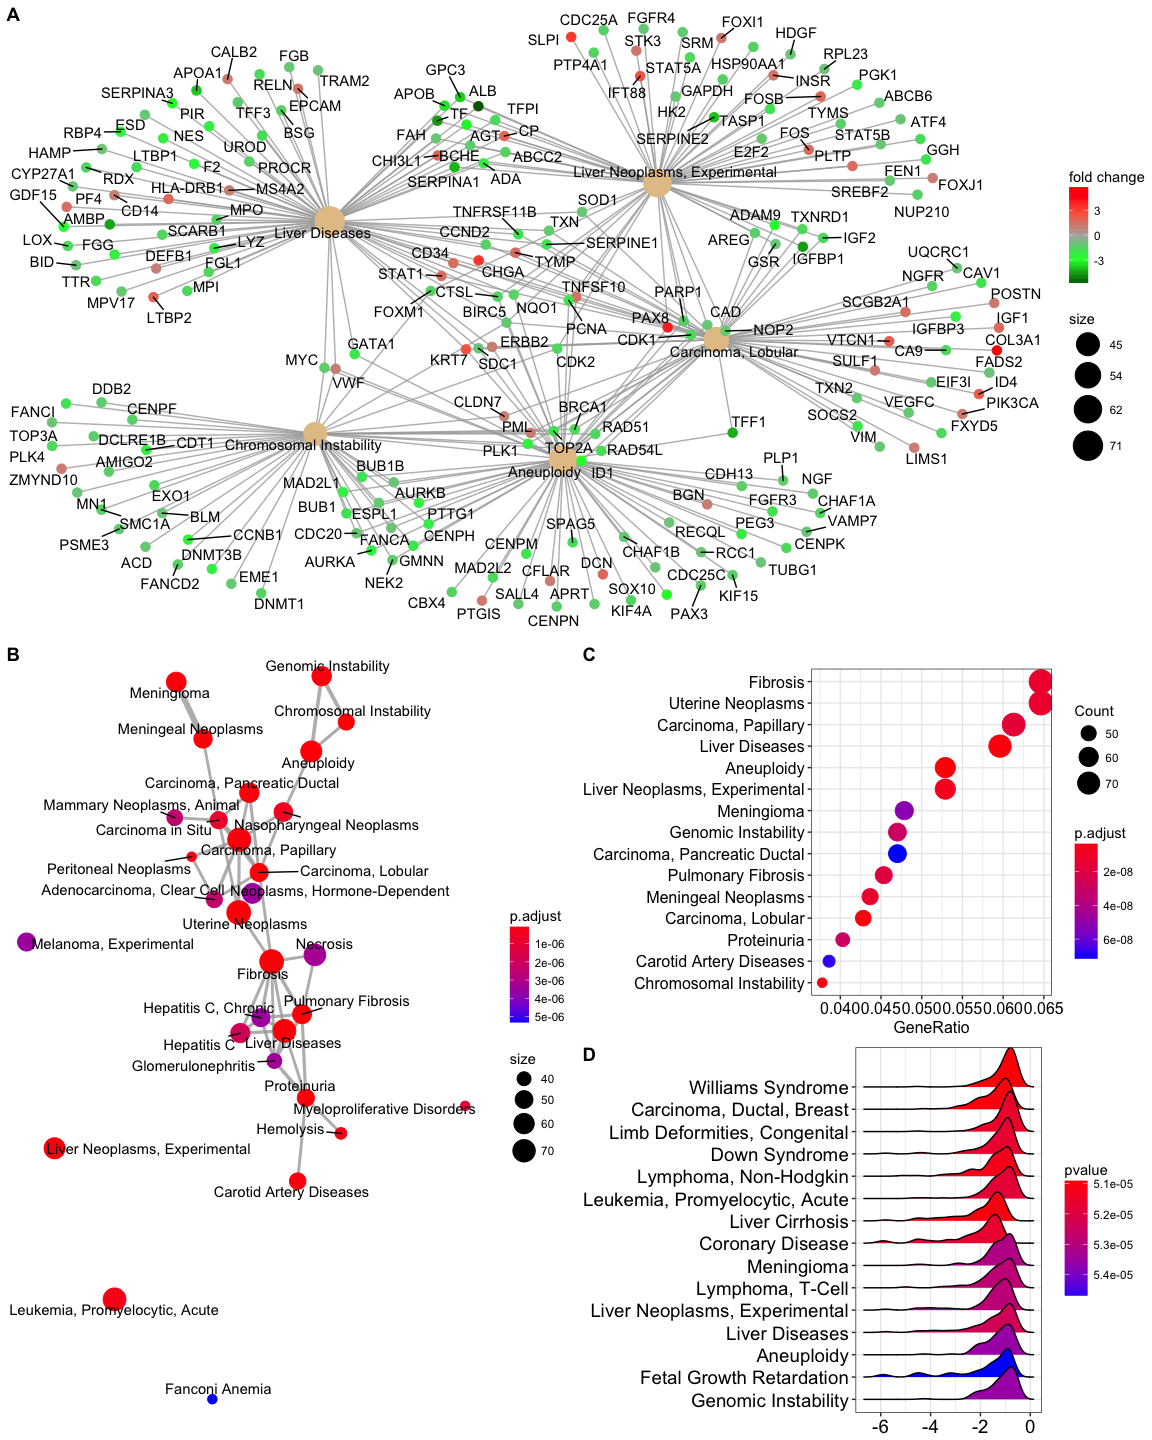 A
CDC25A
FGFR4
FOXI1
SLPI
STK3
SRM
HDGF
CALB2
FGB
PTP4A1
STAT5A
HSP90AA1
RPL23
APOA1
RELN
TRAM2
GPC3
ALB
IFT88
GAPDH
INSR
PGK1
SERPINA3
EPCAM
APOB
TFPI
FOSB
ABCB6
PIR
TFF3
TF
HK2
TASP1
TYMS
ATF4
RBP4
ESD
NES
BSG
FAH
AGT
CP
SERPINE2
FOS
STAT5B
HAMP
UROD
CHI3L1
BCHE
ABCC2
E2F2
PLTP
GGH
CYP27A1
LTBP1
F2
PROCR
SERPINA1
ADA
Liver Neoplasms, Experimental
FEN1
FOXJ1
GDF15
RDX
HLA-DRB1
MS4A2
SREBF2
PF4
CD14
MPO
TNFRSF11B
SOD1
NUP210
AMBP
SCARB1
Liver Diseases
TXN
ADAM9
TXNRD1
LOX
FGG
LYZ
CCND2
SERPINE1
AREG
IGF2
BID
DEFB1
FGL1
CD34
TYMP
GSR
IGFBP1
UQCRC1
TTR
MPI
STAT1
CHGA
NGFR
CAV1
MPV17
LTBP2
CTSL
TNFSF10
PARP1
SCGB2A1
POSTN
FOXM1
BIRC5
NQO1
PCNA
PAX8
CAD
NOP2
IGFBP3
IGF1
GATA1
KRT7
ERBB2
CDK1
VTCN1
CA9
COL3A1
MYC
SDC1
CDK2
Carcinoma, Lobular
SULF1
FADS2
VWF
EIF3I
ID4
DDB2
TXN2
VEGFC
PIK3CA
FANCI
CENPF
CLDN7
BRCA1
SOCS2
FXYD5
TOP3A
DCLRE1B
CDT1
Chromosomal Instability
PML
RAD51
TFF1
VIM
LIMS1
PLK4
AMIGO2
PLK1
TOP2A
RAD54L
ZMYND10
BUB1B
Aneuploidy
ID1
CDH13
PLP1
MN1
EXO1
MAD2L1
AURKB
BGN
FGFR3
NGF
SMC1A
BLM
BUB1
ESPL1
PTTG1
CHAF1A
PSME3
CCNB1
CDC20
FANCA
CENPH
SPAG5
RECQL
PEG3
VAMP7
ACD
DNMT3B
AURKA
GMNN
CENPM
CHAF1B
RCC1
CENPK
FANCD2
EME1
NEK2
MAD2L2
CFLAR
DCN
CDC25C
TUBG1
DNMT1
CBX4
PTGIS
SALL4
APRT
SOX10
KIF4A
PAX3
KIF15
CENPN
fold change
3
0
-3
size
45
54
62
71
B
Genomic Instability
Meningioma
Chromosomal Instability
Meningeal Neoplasms
Aneuploidy
Carcinoma, Pancreatic Ductal
Mammary Neoplasms, Animal
Carcinoma in Situ
Nasopharyngeal Neoplasms
Carcinoma, Papillary
Peritoneal Neoplasms
Carcinoma, Lobular
Adenocarcinoma, Clear Cell
Neoplasms, Hormone-Dependent
Uterine Neoplasms
Melanoma, Experimental
Necrosis
Fibrosis
Hepatitis C, Chronic
Pulmonary Fibrosis
Hepatitis C
Liver Diseases
Glomerulonephritis
Proteinuria
Myeloproliferative Disorders
Hemolysis
Liver Neoplasms, Experimental
Carotid Artery Diseases
Leukemia, Promyelocytic, Acute
Fanconi Anemia
p.adjust
1e-06
2e-06
3e-06
4e-06
5e-06
size
40
50
60
70
C
Fibrosis
Uterine Neoplasms
Carcinoma, Papillary
Liver Diseases
Aneuploidy
Liver Neoplasms, Experimental
Meningioma
Genomic Instability
Carcinoma, Pancreatic Ductal
Pulmonary Fibrosis
Meningeal Neoplasms
Carcinoma, Lobular
Proteinuria
Carotid Artery Diseases
Chromosomal Instability
0.040 0.045 0.050 0.055 0.060 0.065
GeneRatio
Count
50
60
70
p.adjust
2e-08
4e-08
6e-08
D
Williams Syndrome
Carcinoma, Ductal, Breast
Limb Deformities, Congenital
Down Syndrome
Lymphoma, Non-Hodgkin
Leukemia, Promyelocytic, Acute
Liver Cirrhosis
Coronary Disease
Meningioma
Lymphoma, T-Cell
Liver Neoplasms, Experimental
Liver Diseases
Aneuploidy
Fetal Growth Retardation
Genomic Instability
-6 -4 -2 0
pvalue
5.1e-05
5.2e-05
5.3e-05
5.4e-05